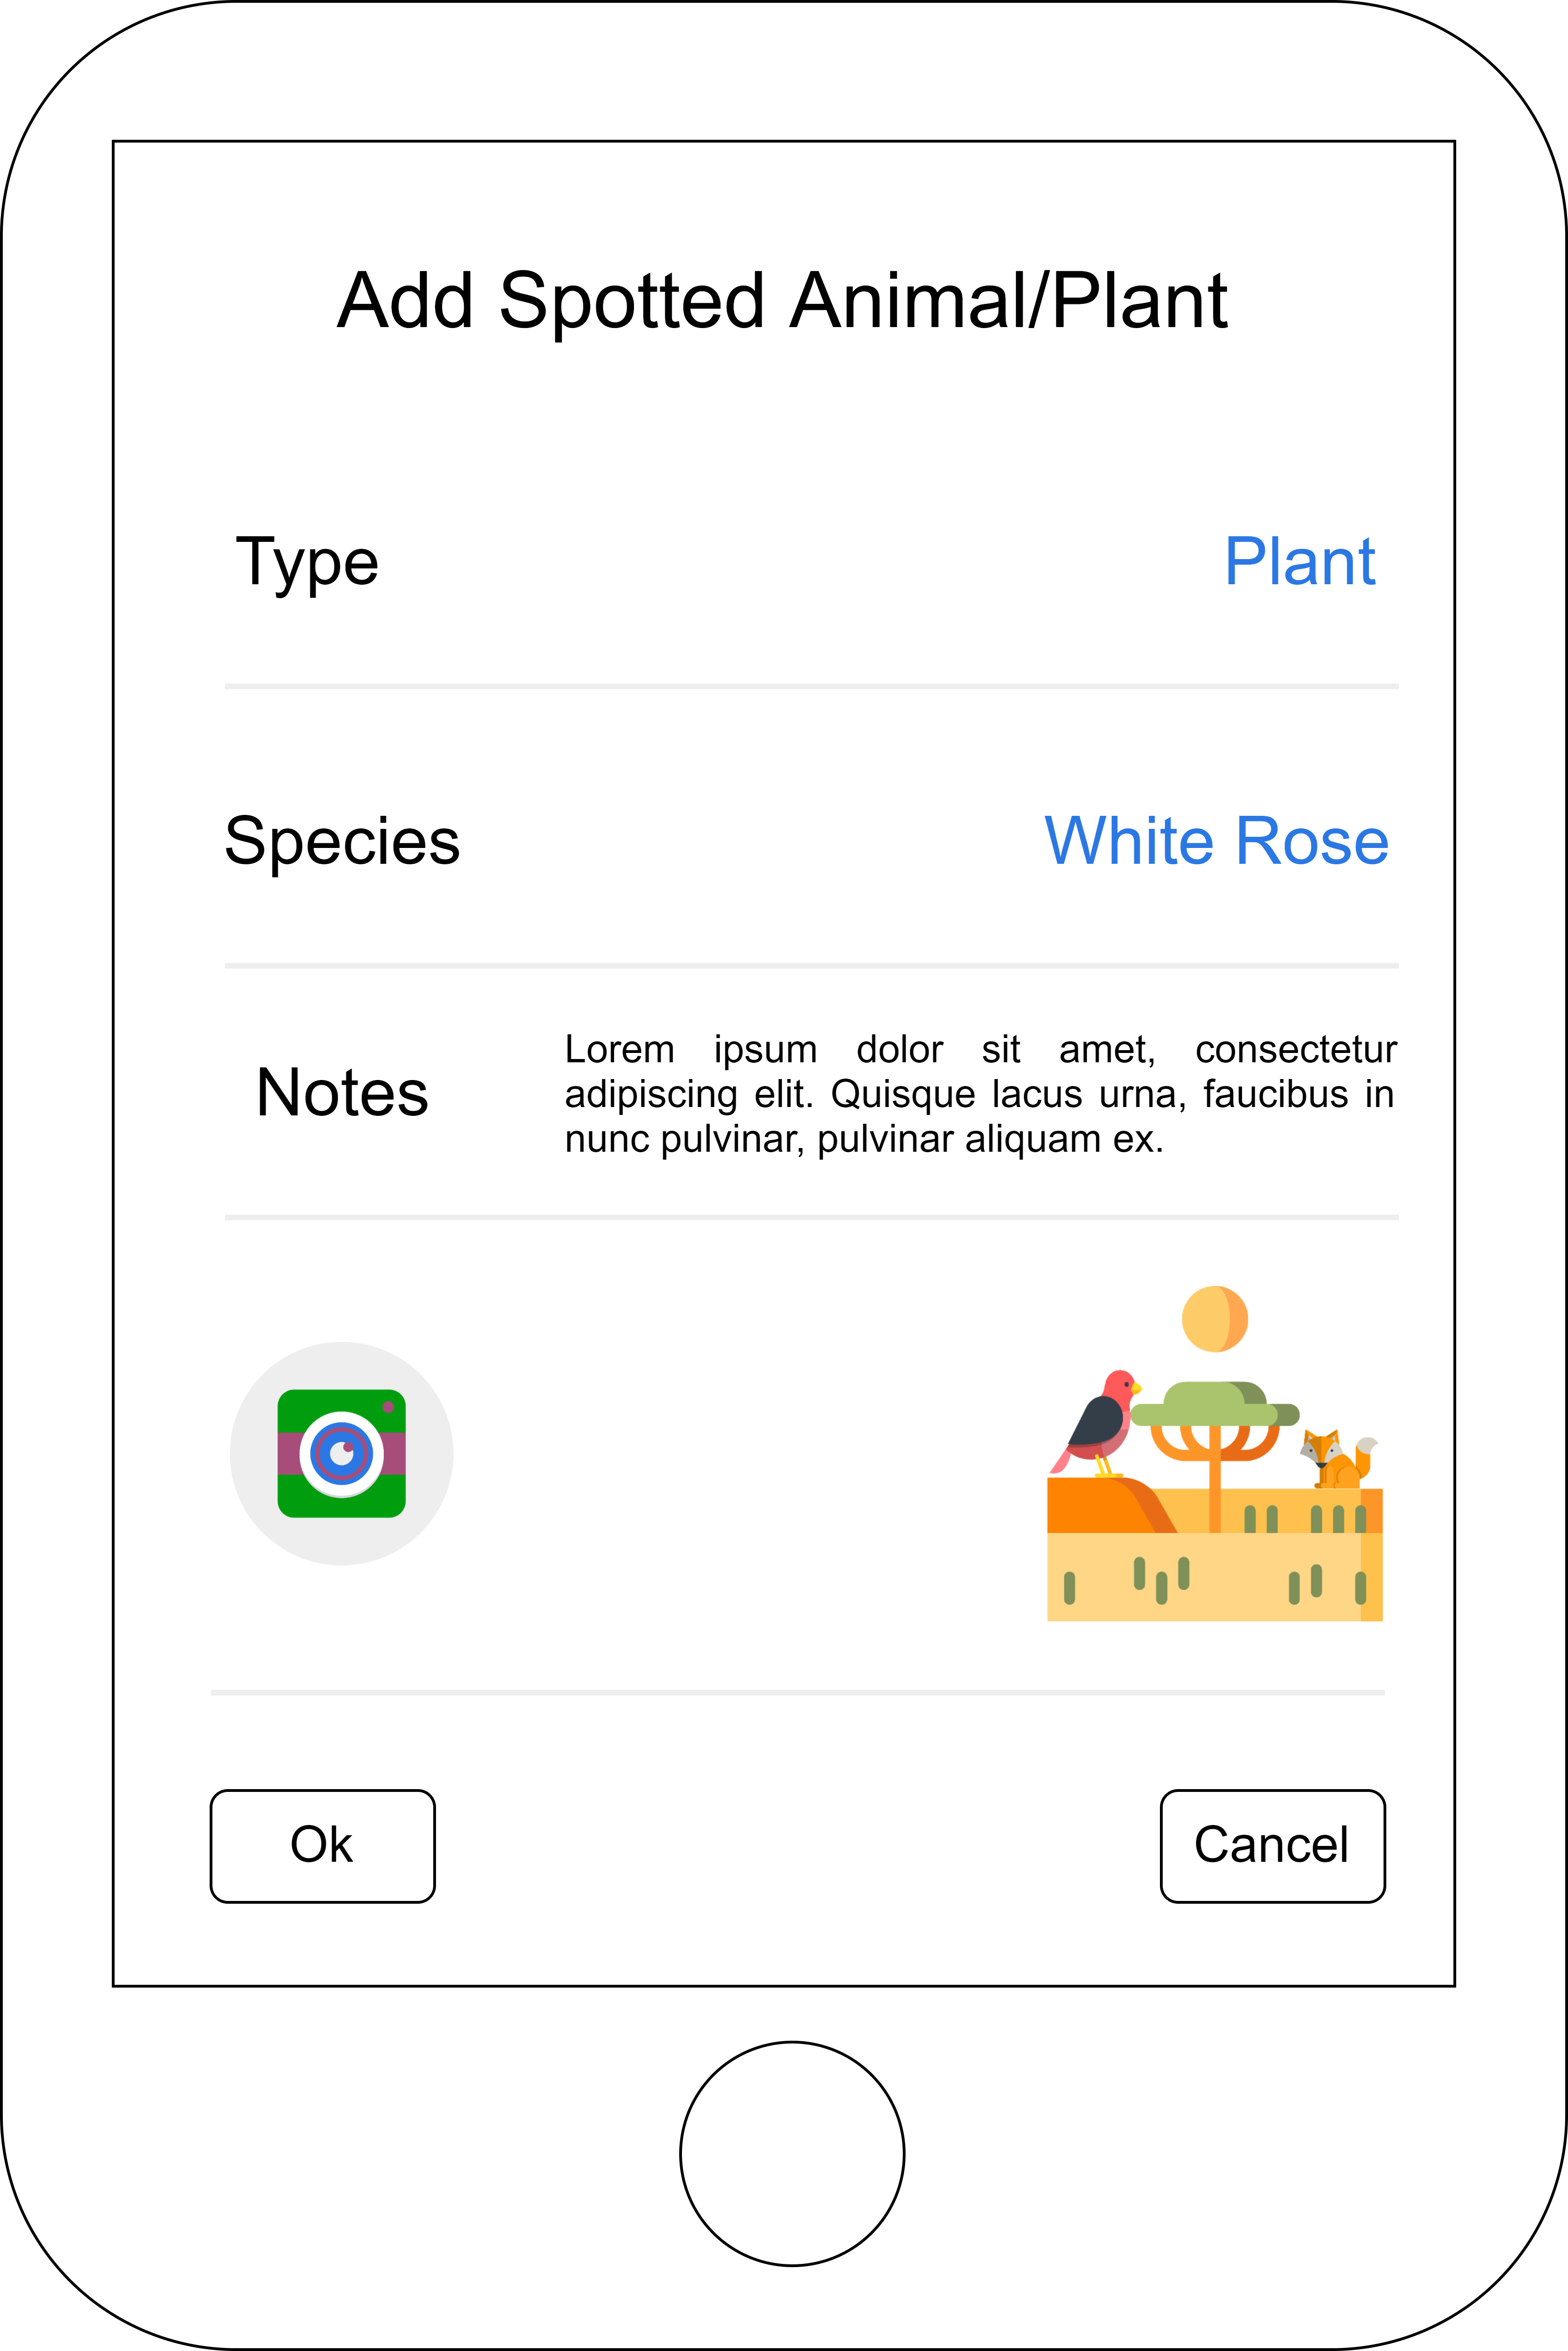 Add Spotted Animal/Plant
Type Plant
Species White Rose
Notes
Lorem ipsum dolor sit amet, consectetur
adipiscing elit. Quisque lacus urna, faucibus in
nunc pulvinar, pulvinar aliquam ex.
Ok Cancel